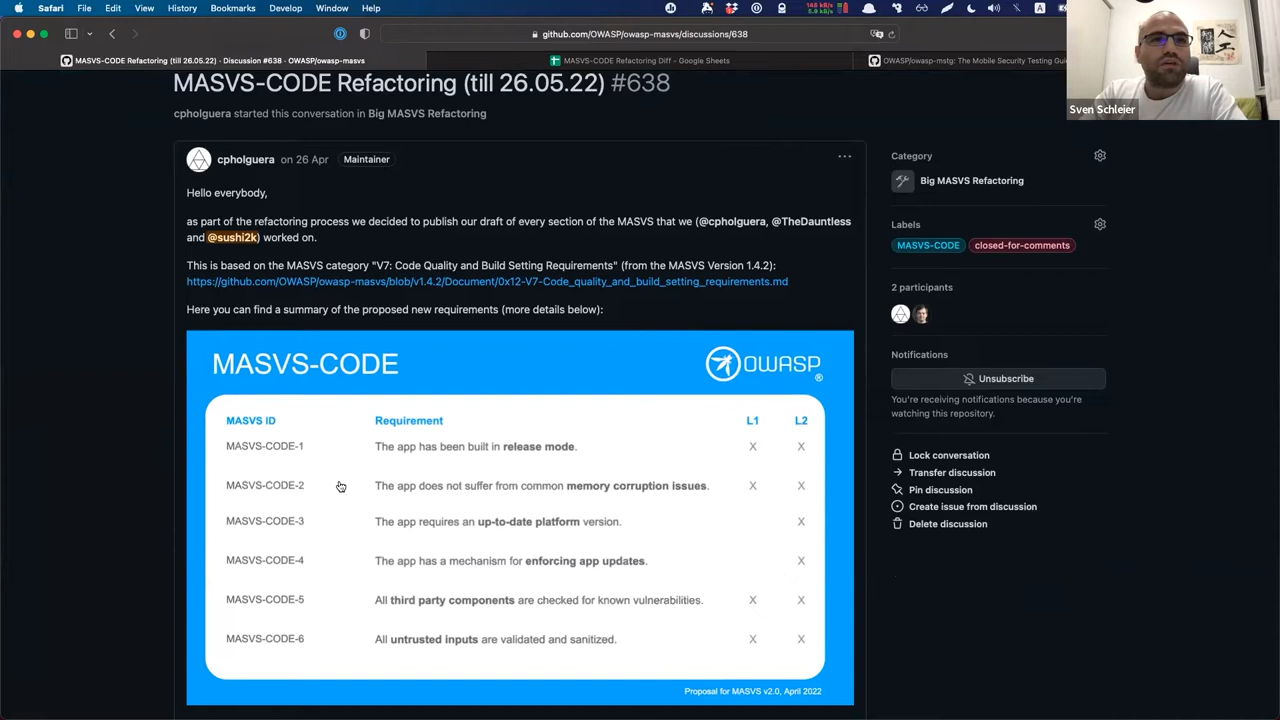 Safari File Edit View History Bookmarks Develop Window Help
github.com/OWASP/owasp-masvs/discussions/638
MASVS-CODE Refactoring (till 26.05.22) · Discussion #638 · OWASP/owasp-masvs
MASVS-CODE Refactoring Diff - Google Sheets
OWASP/owasp-mstg: The Mobile Security Testing
Sven Schleier
MASVS-CODE Refactoring (till 26.05.22) #638
cpholguera started this conversation in Big MASVS Refactoring
cpholguera on 26 Apr Maintainer
Hello everybody,
as part of the refactoring process we decided to publish our draft of every section of the MASVS that we (@cpholguera, @TheDauntless
and @sushi2k) worked on.
This is based on the MASVS category "V7: Code Quality and Build Setting Requirements" (from the MASVS Version 1.4.2):
https://github.com/OWASP/owasp-masvs/blob/v1.4.2/Document/0x12-V7-Code_quality_and_build_setting_requirements.md
Here you can find a summary of the proposed new requirements (more details below):
MASVS-CODE
OWASP®
MASVS ID Requirement L1 L2
MASVS-CODE-1 The app has been built in release mode. X X
MASVS-CODE-2 The app does not suffer from common memory corruption issues. X X
MASVS-CODE-3 The app requires an up-to-date platform version. X
MASVS-CODE-4 The app has a mechanism for enforcing app updates. X
MASVS-CODE-5 All third party components are checked for known vulnerabilities. X X
MASVS-CODE-6 All untrusted inputs are validated and sanitized. X X
Proposal for MASVS v2.0, April 2022
Category
Big MASVS Refactoring
Labels
MASVS-CODE closed-for-comments
2 participants
Notifications
Unsubscribe
You're receiving notifications because you're
watching this repository.
Lock conversation
Transfer discussion
Pin discussion
Create issue from discussion
Delete discussion